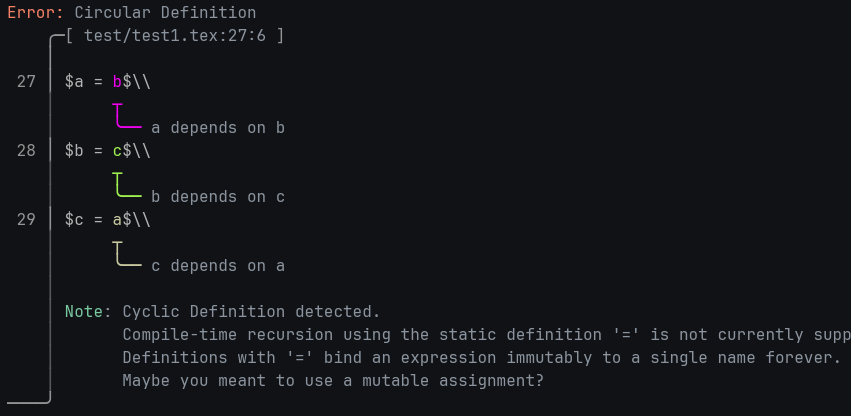 Error: Circular Definition
[ test/test1.tex:27:6 ]
27 $a = b$\\
a depends on b
28 $b = c$\\
b depends on c
29 $c = a$\\
c depends on a
Note: Cyclic Definition detected.
Compile-time recursion using the static definition '=' is not currently supp
Definitions with '=' bind an expression immutably to a single name forever.
Maybe you meant to use a mutable assignment?